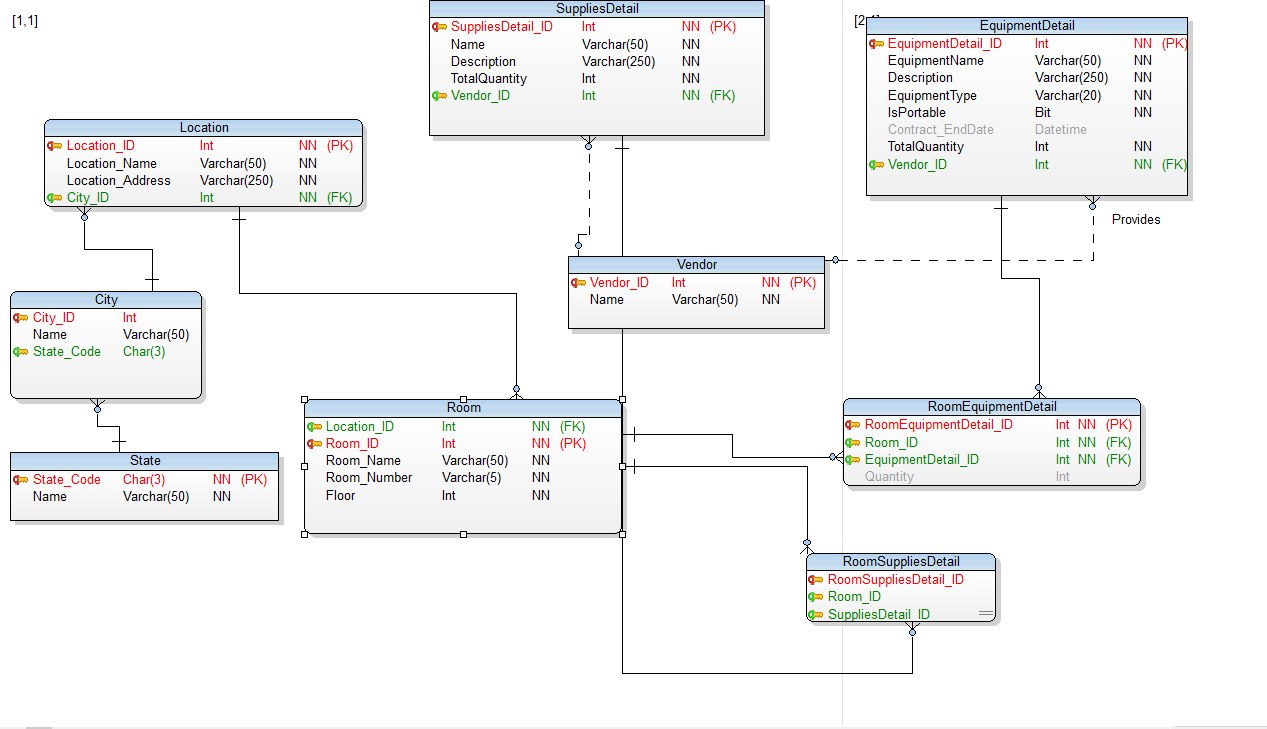 [1,1]
SuppliesDetail
SuppliesDetail_ID Int NN (PK)
Name Varchar(50) NN
Description Varchar(250) NN
TotalQuantity Int NN
Vendor_ID Int NN (FK)
EquipmentDetail
EquipmentDetail_ID Int NN (PK)
EquipmentName Varchar(50) NN
Description Varchar(250) NN
EquipmentType Varchar(20) NN
IsPortable Bit NN
Contract_EndDate Datetime
TotalQuantity Int NN
Vendor_ID Int NN (FK)
Provides
Location
Location_ID Int NN (PK)
Location_Name Varchar(50) NN
Location_Address Varchar(250) NN
City_ID Int NN (FK)
Vendor
Vendor_ID Int NN (PK)
Name Varchar(50) NN
City
City_ID Int
Name Varchar(50)
State_Code Char(3)
State
State_Code Char(3) NN (PK)
Name Varchar(50) NN
Room
Location_ID Int NN (FK)
Room_ID Int NN (PK)
Room_Name Varchar(50) NN
Room_Number Varchar(5) NN
Floor Int NN
RoomEquipmentDetail
RoomEquipmentDetail_ID Int NN (PK)
Room_ID Int NN (FK)
EquipmentDetail_ID Int NN (FK)
Quantity Int
RoomSuppliesDetail
RoomSuppliesDetail_ID
Room_ID
SuppliesDetail_ID